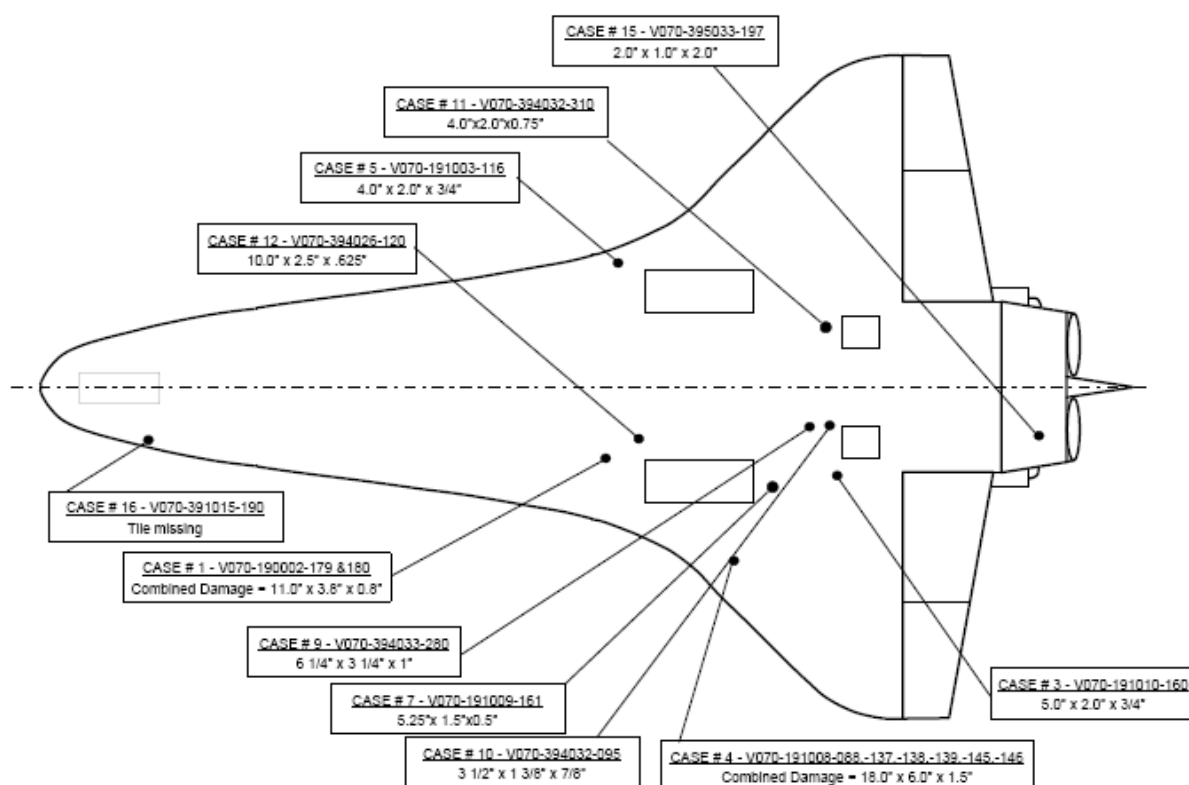 CASE # 15 - V070-395033-197
2.0" x 1.0" x 2.0"
CASE # 11 - V070-394032-310
4.0"x2.0"x0.75"
CASE # 5 - V070-191003-116
4.0" x 2.0" x 3/4"
CASE # 12 - V070-394026-120
10.0" x 2.5" x .625"
CASE # 16 - V070-391015-190
Tile missing
CASE # 1 - V070-190002-179 &180
Combined Damage = 11.0" x 3.8" x 0.8"
CASE # 9 - V070-394033-280
6 1/4" x 3 1/4" x 1"
CASE # 7 - V070-191009-161
5.25"x 1.5"x0.5"
CASE # 10 - V070-394032-095
3 1/2" x 1 3/8" x 7/8"
CASE # 3 - V070-191010-160
5.0" x 2.0" x 3/4"
CASE # 4 - V070-191008-088,-137,-138,-139,-145,-146
Combined Damage = 18.0" x 6.0" x 1.5"